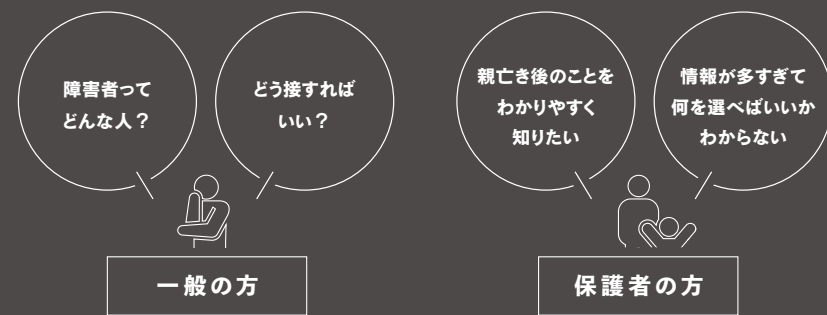 障害者って
どんな人？
どう接すれば
いい？
一般の方
親亡き後のことを
わかりやすく
知りたい
情報が多すぎて
何を選べばいいか
わからない
保護者の方